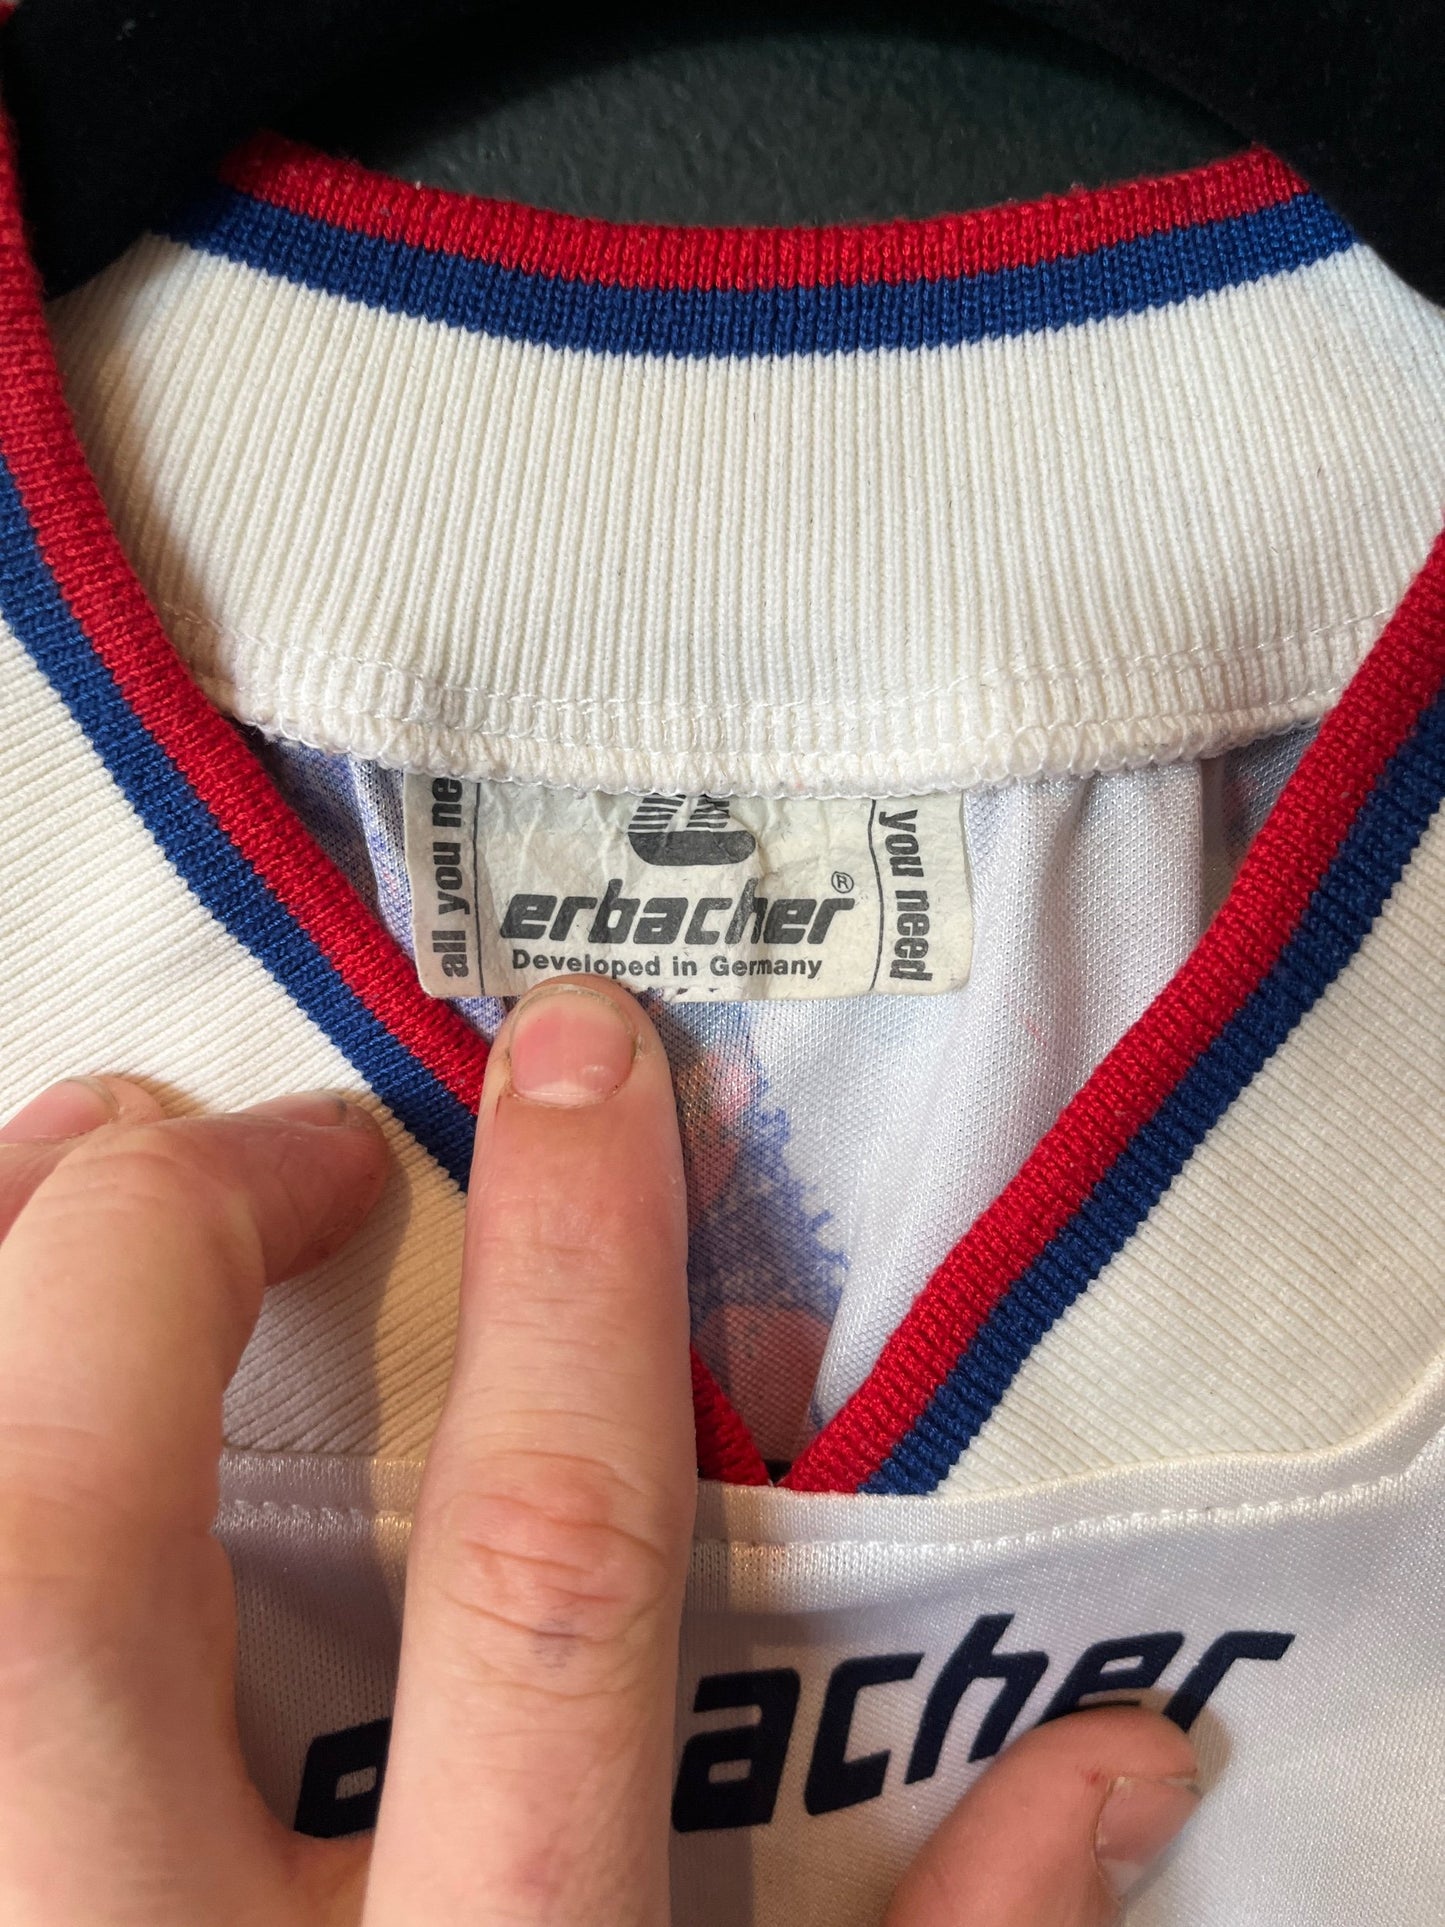 all you ne
erbacher®
Developed in Germany
you need
acher